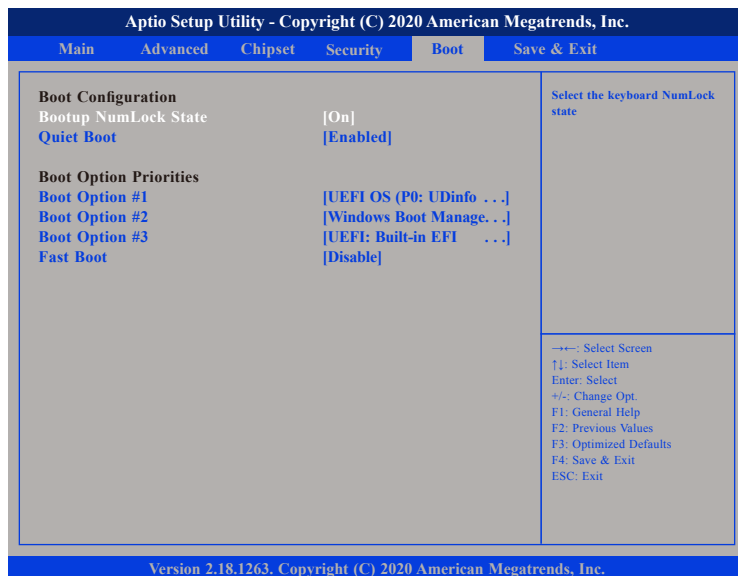 Aptio Setup Utility - Copyright (C) 2020 American Megatrends, Inc.
Main Advanced Chipset Security Boot Save & Exit
Boot Configuration
Bootup NumLock State [On]
Quiet Boot [Enabled]
Boot Option Priorities
Boot Option #1 [UEFI OS (P0: UDinfo . . .]
Boot Option #2 [Windows Boot Manage. . .]
Boot Option #3 [UEFI: Built-in EFI . . .]
Fast Boot [Disable]
Select the keyboard NumLock
state
→←: Select Screen
↑↓: Select Item
Enter: Select
+/-: Change Opt.
F1: General Help
F2: Previous Values
F3: Optimized Defaults
F4: Save & Exit
ESC: Exit
Version 2.18.1263. Copyright (C) 2020 American Megatrends, Inc.